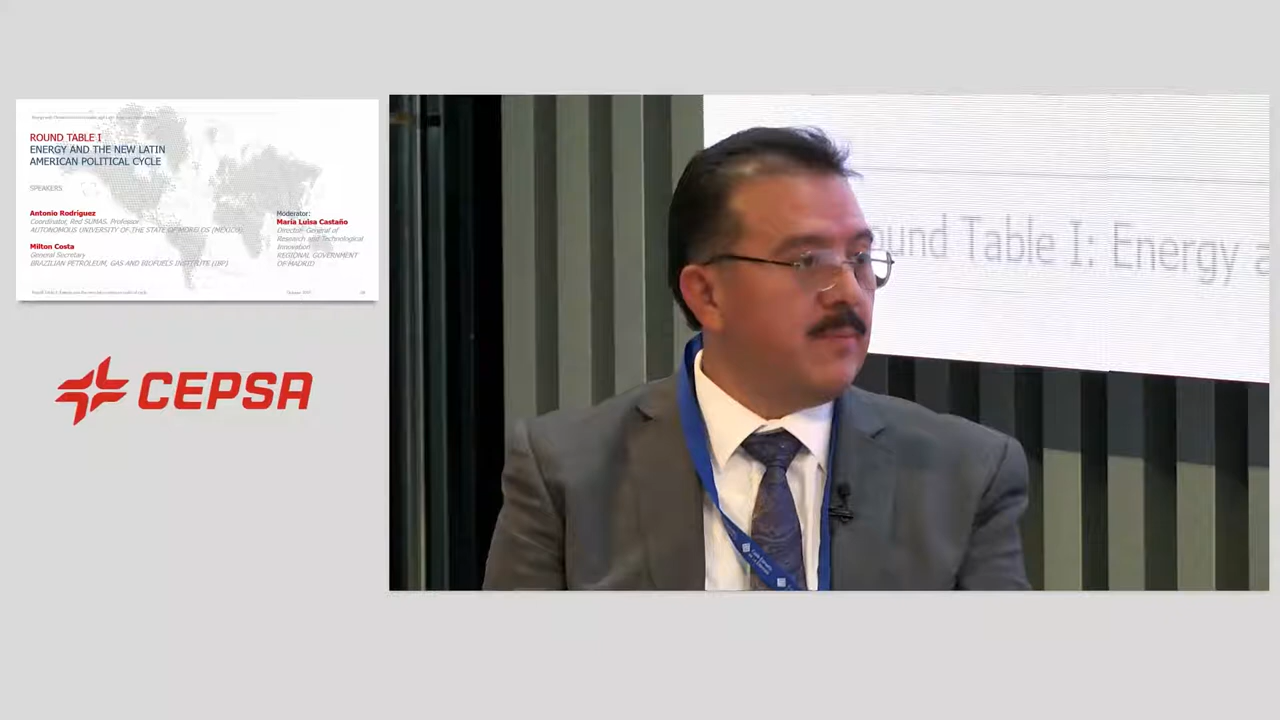 ROUND TABLE I
ENERGY AND THE NEW LATIN
AMERICAN POLITICAL CYCLE
SPEAKERS
Antonio Rodríguez
Coordinator, Red SUMAS. Professor
AUTONOMOUS UNIVERSITY OF THE STATE OF MORELOS (MEXICO)
Milton Costa
General Secretary
BRAZILIAN PETROLEUM, GAS AND BIOFUELS INSTITUTE (IBP)
Moderator:
María Luisa Castaño
Director-General of
Research and Technological
Innovation
REGIONAL GOVERNMENT
OF MADRID
CEPSA
ound Table I: Energy a